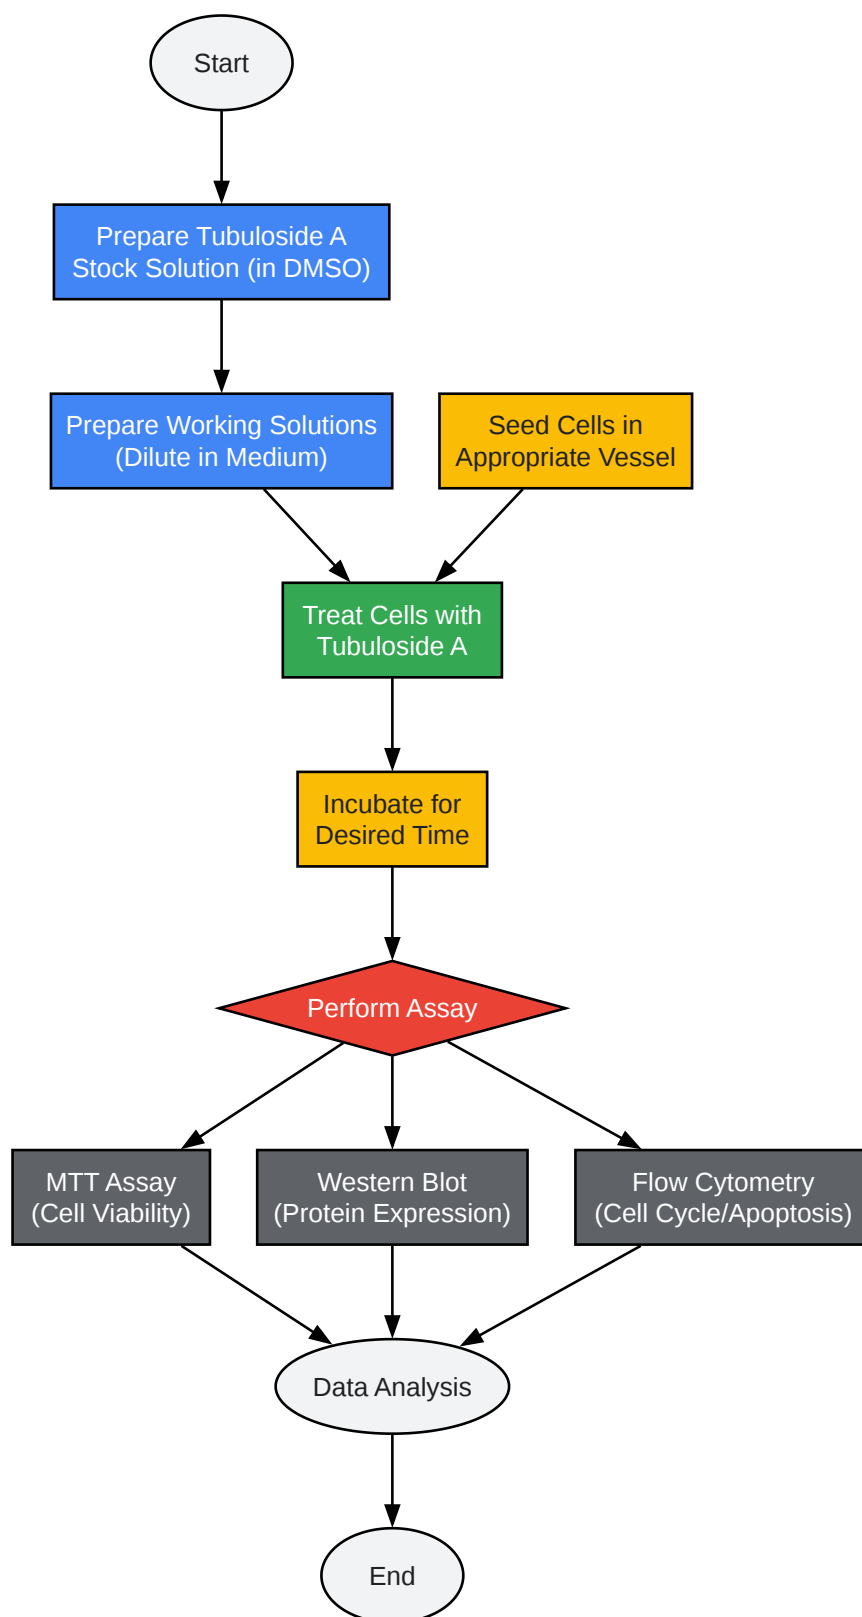 Start
Prepare Tubuloside A
Stock Solution (in DMSO)
Prepare Working Solutions
(Dilute in Medium)
Seed Cells in
Appropriate Vessel
Treat Cells with
Tubuloside A
Incubate for
Desired Time
Perform Assay
MTT Assay
(Cell Viability)
Western Blot
(Protein Expression)
Flow Cytometry
(Cell Cycle/Apoptosis)
Data Analysis
End